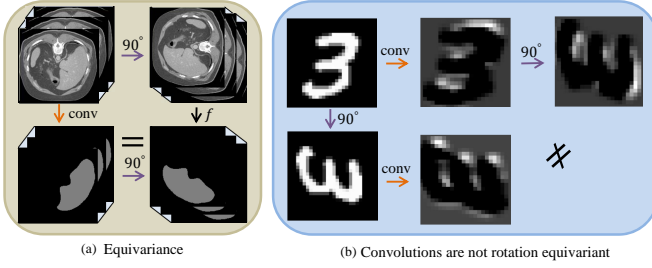 90°
conv
f
=
90°
(a) Equivariance
conv
90°
90°
conv
≠
(b) Convolutions are not rotation equivariant